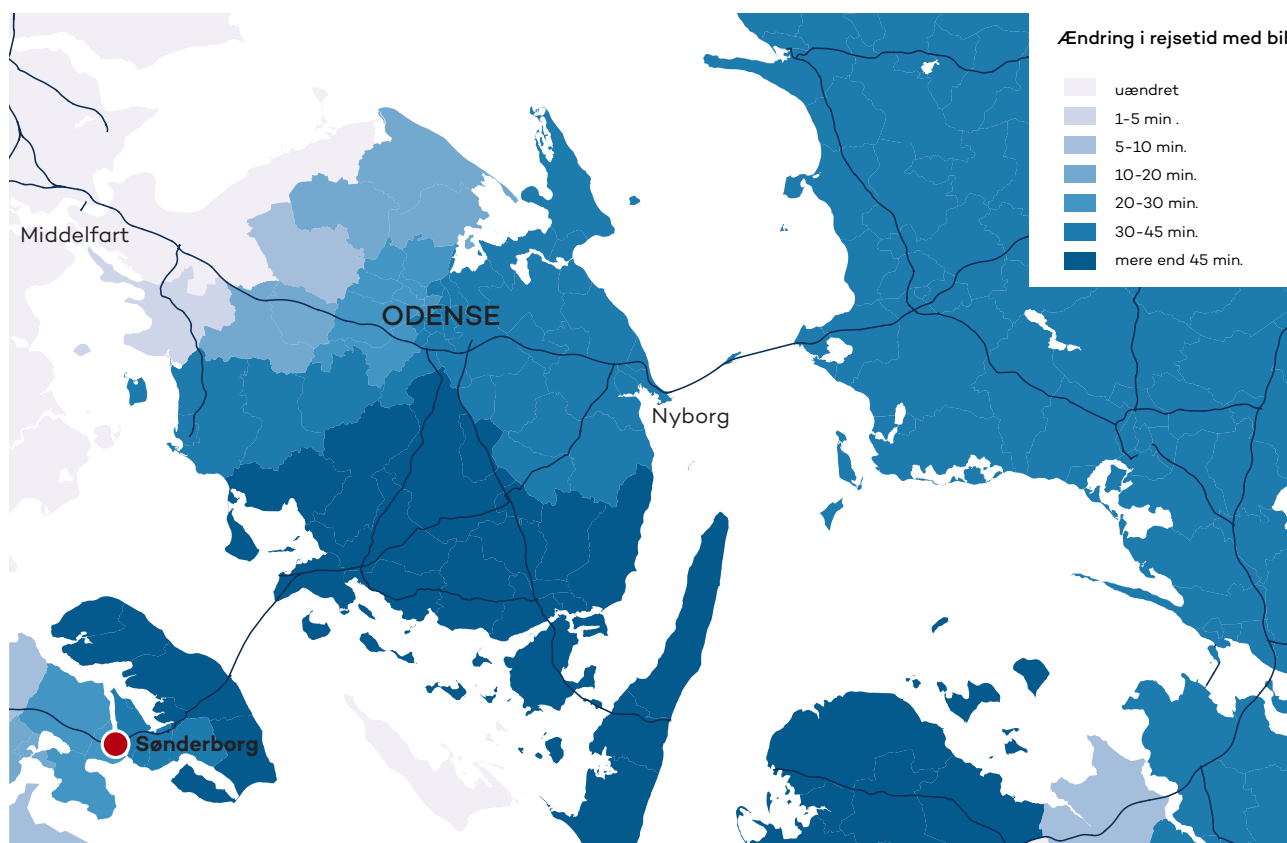 Ændring i rejsetid med bil
uændret
1-5 min .
5-10 min.
10-20 min.
20-30 min.
30-45 min.
mere end 45 min.
Middelfart
ODENSE
Nyborg
Sønderborg